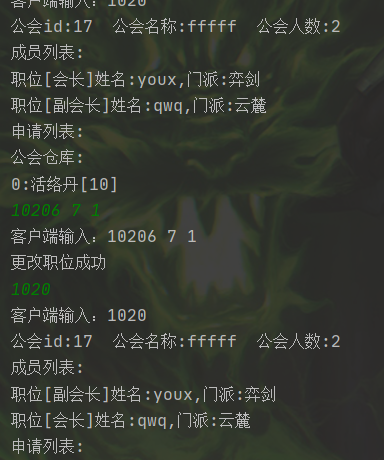 客户端输入: 1020
公会id:17  公会名称:fffff  公会人数:2
成员列表:
职位[会长]姓名:youx,门派:弈剑
职位[副会长]姓名:qwq,门派:云麓
申请列表:
公会仓库:
0:活络丹[10]
10206 7 1
客户端输入: 10206 7 1
更改职位成功
1020
客户端输入: 1020
公会id:17  公会名称:fffff  公会人数:2
成员列表:
职位[副会长]姓名:youx,门派:弈剑
职位[会长]姓名:qwq,门派:云麓
申请列表: